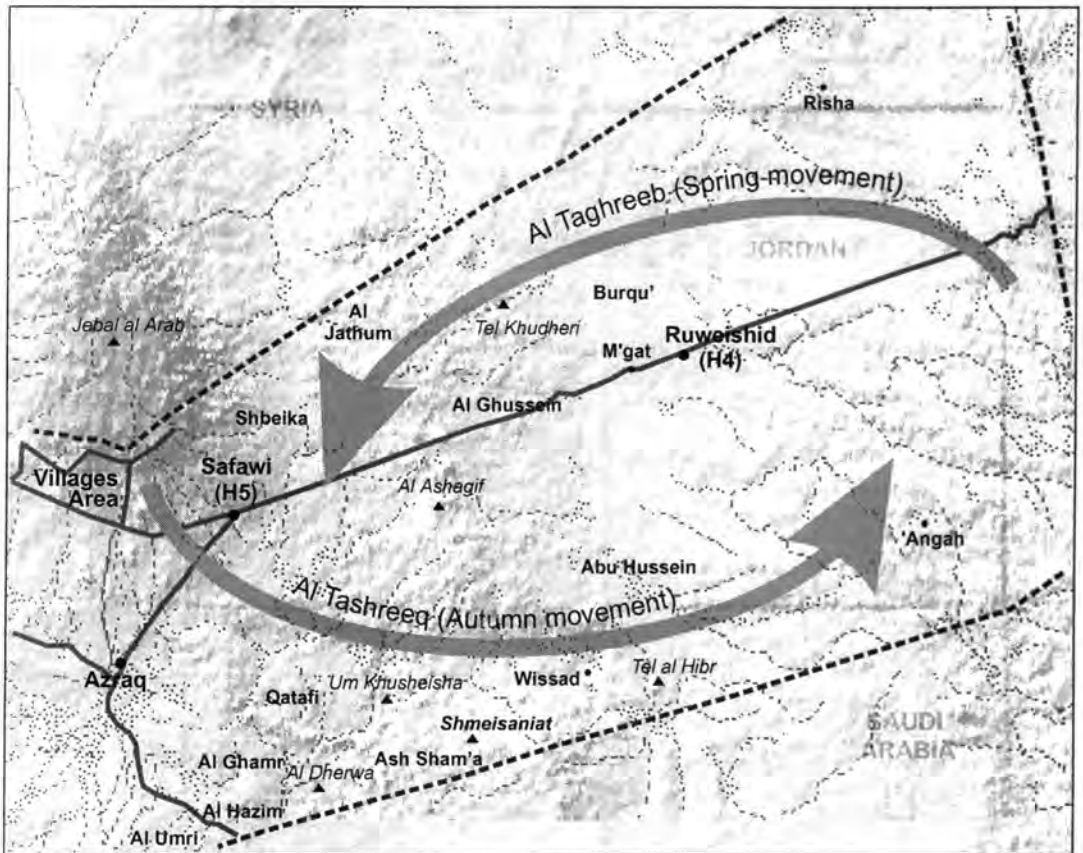 SYRIA
Risha
Al Taghreeb (Spring-movement)
JORDAN
Burqu'
Al
Jathum
Tel Khudheri
Jebal al Arab
Ruweishid
(H4)
M'gat
Al Ghussein
Shbeika
Safawi
(H5)
Villages
Area
Al Ashagif
Angah
Abu Hussein
Al Tashreeq (Autumn movement)
Azraq
Qatafi
Um Khusheisha
Wissad
Tel al Hibr
Shmeisaniat
SAUDI
ARABIA
Al Ghamr
Ash Sham'a
Al Dherwa
Al Hazim
Al Umri